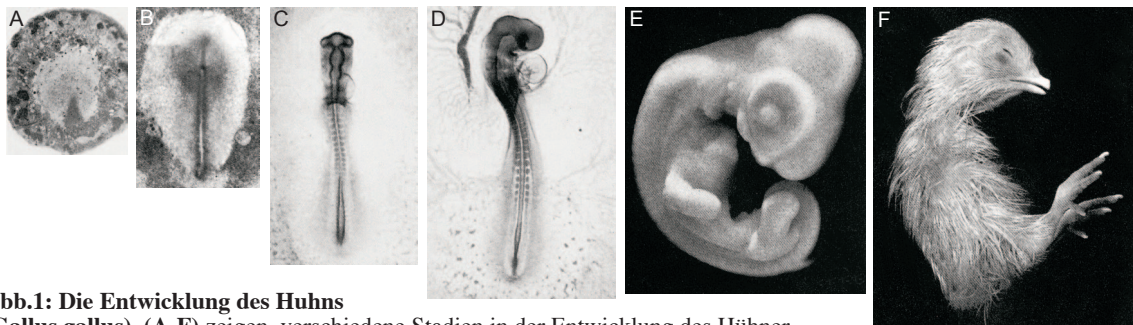 A B C D E F
bb.1: Die Entwicklung des Huhns
Gallus gallus). (A-F) zeigen verschiedene Stadien in der Entwicklung des Hühner